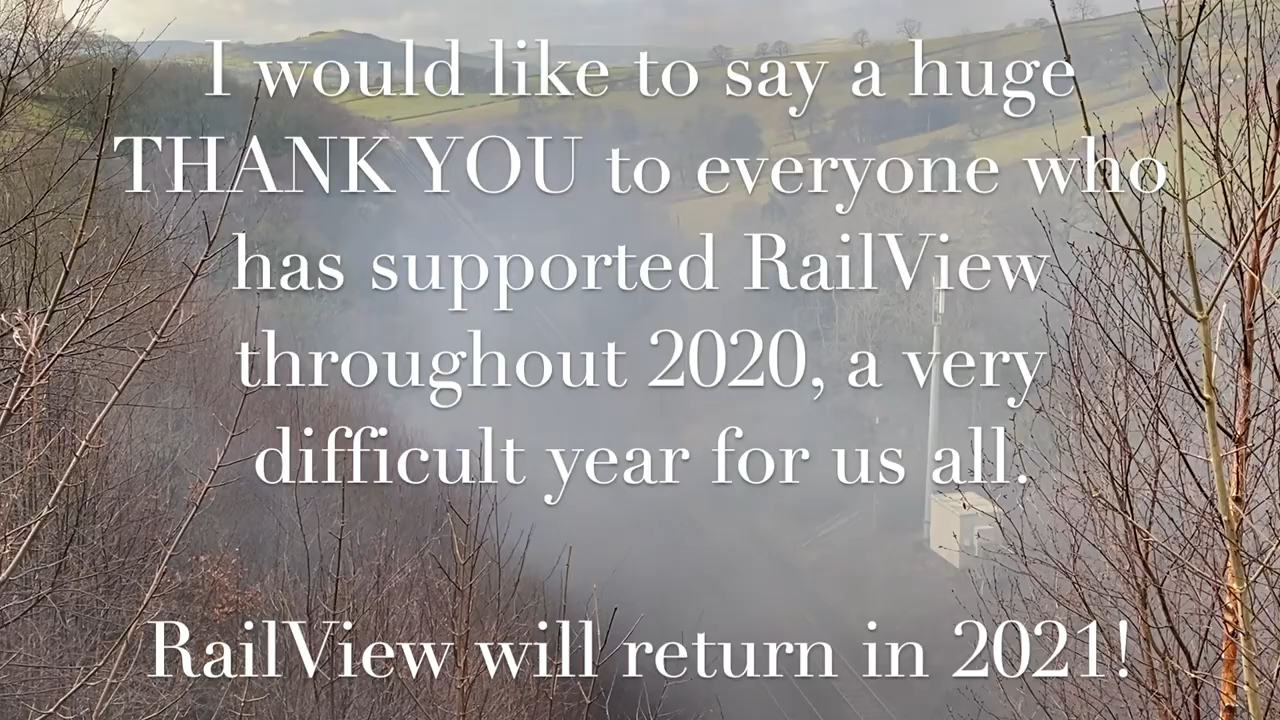 I would like to say a huge
THANK YOU to everyone who
has supported RailView
throughout 2020, a very
difficult year for us all.
RailView will return in 2021!